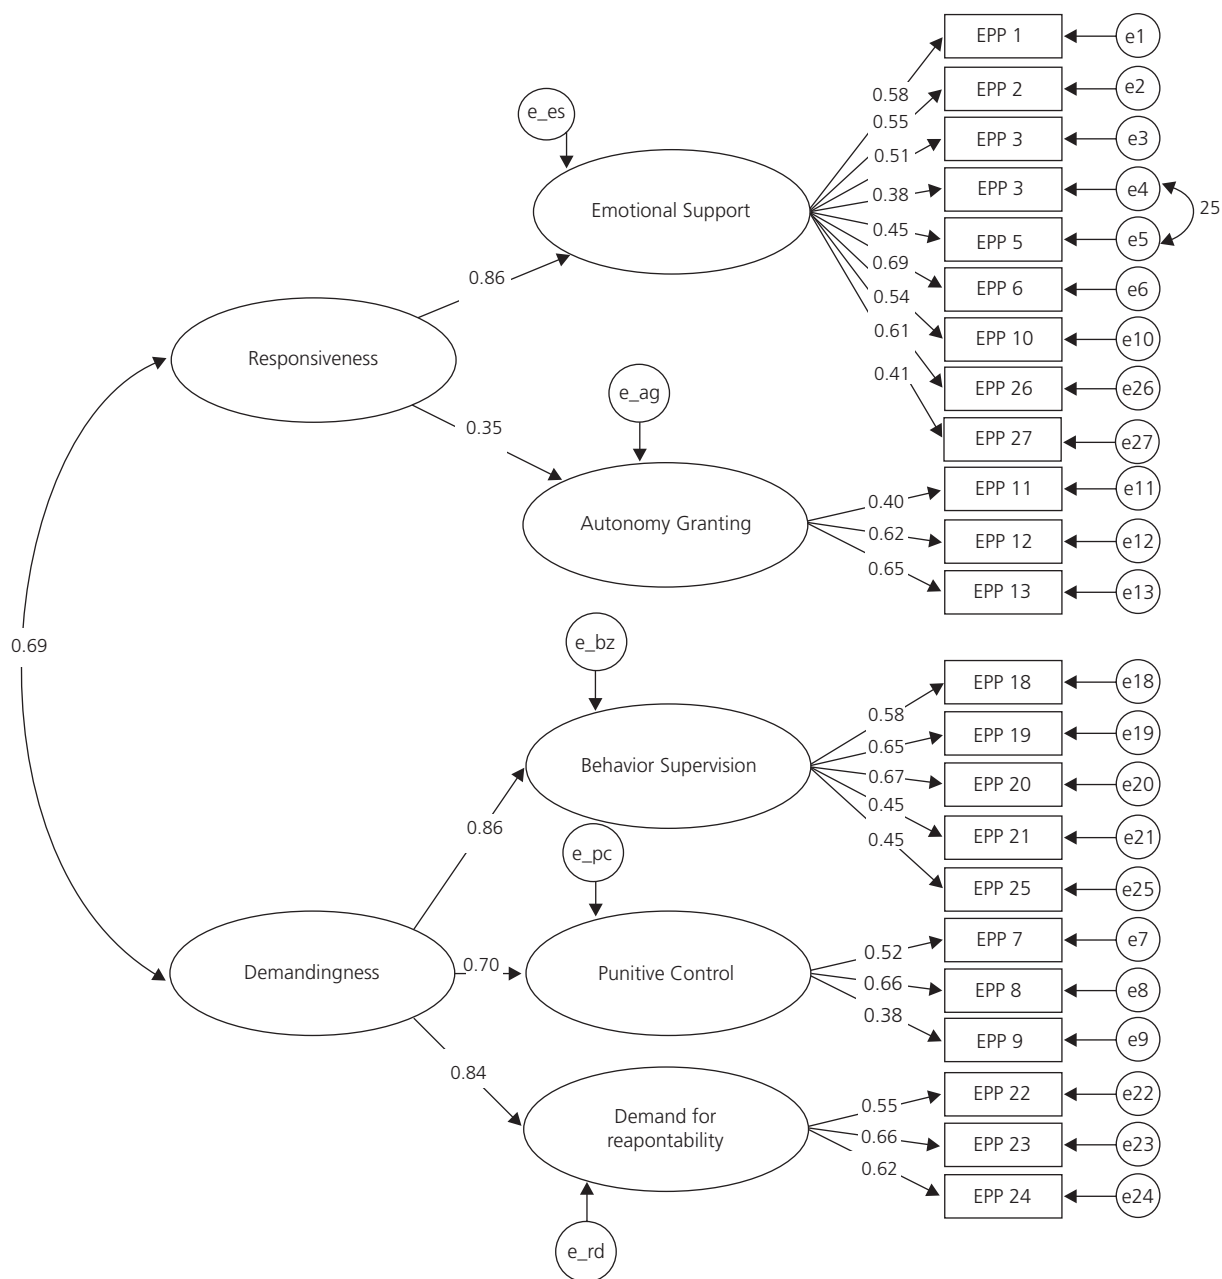 EPP 1
e1
0.58
EPP 2
e2
e_es
0.55
EPP 3
e3
0.51
Emotional Support
0.38
EPP 3
e4
25
0.45
EPP 5
e5
0.69
EPP 6
e6
0.86
0.54
EPP 10
e10
0.61
Responsiveness
0.41
EPP 26
e26
e_ag
0.35
EPP 27
e27
0.40
EPP 11
e11
Autonomy Granting
0.62
EPP 12
e12
0.65
EPP 13
e13
0.69
e_bz
0.58
EPP 18
e18
0.65
EPP 19
e19
Behavior Supervision
0.67
EPP 20
e20
0.45
0.86
EPP 21
e21
0.45
e_pc
EPP 25
e25
0.52
EPP 7
e7
Demandingness
0.70
Punitive Control
0.66
EPP 8
e8
0.38
EPP 9
e9
0.84
0.55
EPP 22
e22
Demand for
reapontability
0.66
EPP 23
e23
0.62
EPP 24
e24
e_rd